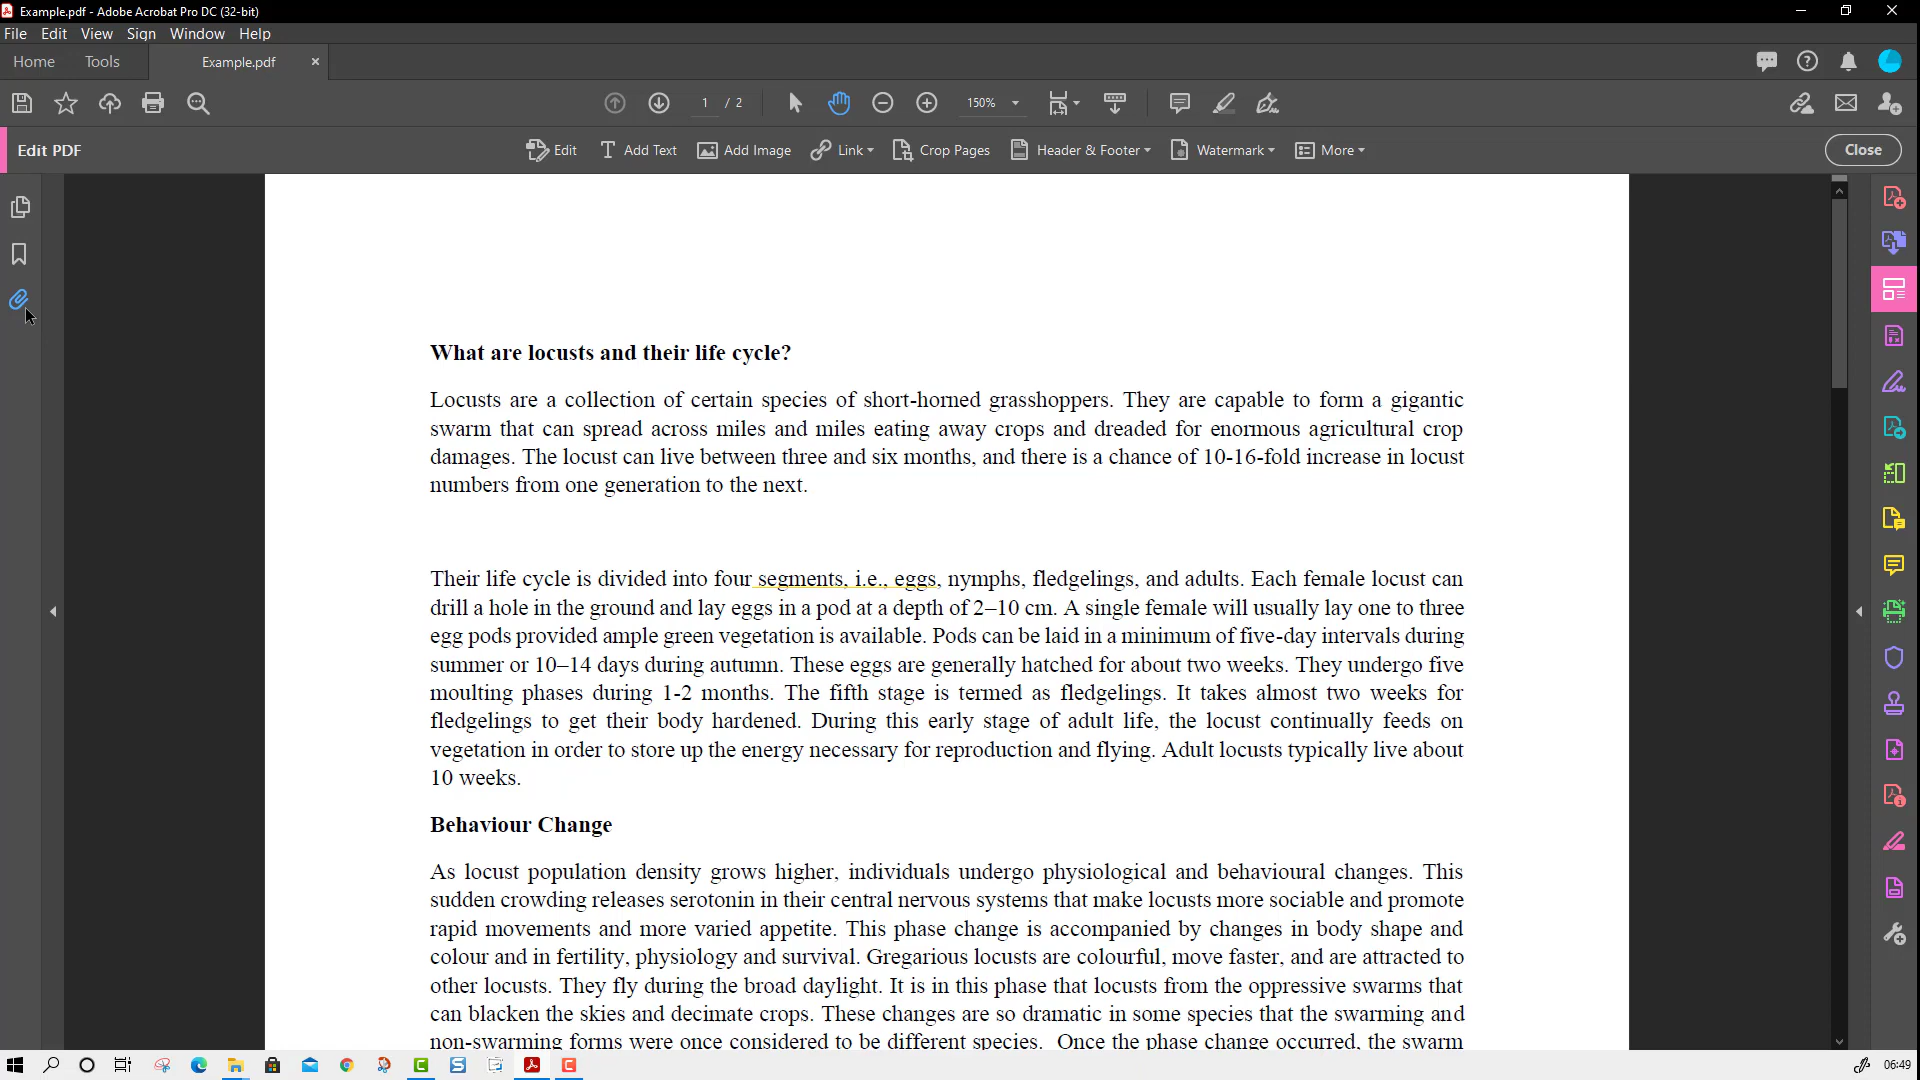 Example.pdf - Adobe Acrobat Pro DC (32-bit)
File Edit View Sign Window Help
Home Tools Example.pdf
1 / 2 150%
Edit PDF Edit Add Text Add Image Link Crop Pages Header & Footer Watermark More Close
What are locusts and their life cycle?
Locusts are a collection of certain species of short-horned grasshoppers. They are capable to form a gigantic
swarm that can spread across miles and miles eating away crops and dreaded for enormous agricultural crop
damages. The locust can live between three and six months, and there is a chance of 10-16-fold increase in locust
numbers from one generation to the next.
Their life cycle is divided into four segments, i.e., eggs, nymphs, fledgelings, and adults. Each female locust can
drill a hole in the ground and lay eggs in a pod at a depth of 2–10 cm. A single female will usually lay one to three
egg pods provided ample green vegetation is available. Pods can be laid in a minimum of five-day intervals during
summer or 10–14 days during autumn. These eggs are generally hatched for about two weeks. They undergo five
moulting phases during 1-2 months. The fifth stage is termed as fledgelings. It takes almost two weeks for
fledgelings to get their body hardened. During this early stage of adult life, the locust continually feeds on
vegetation in order to store up the energy necessary for reproduction and flying. Adult locusts typically live about
10 weeks.
Behaviour Change
As locust population density grows higher, individuals undergo physiological and behavioural changes. This
sudden crowding releases serotonin in their central nervous systems that make locusts more sociable and promote
rapid movements and more varied appetite. This phase change is accompanied by changes in body shape and
colour and in fertility, physiology and survival. Gregarious locusts are colourful, move faster, and are attracted to
other locusts. They fly during the broad daylight. It is in this phase that locusts from the oppressive swarms that
can blacken the skies and decimate crops. These changes are so dramatic in some species that the swarming and
non-swarming forms were once considered to be different species. Once the phase change occurred, the swarm
06:49